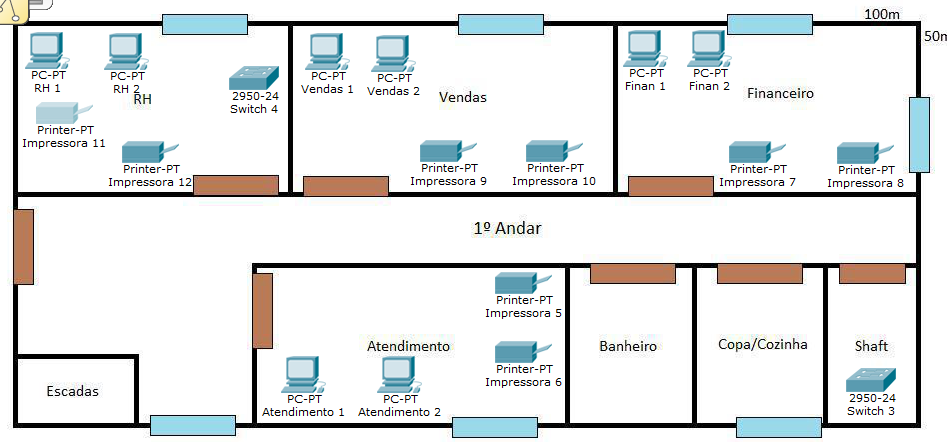 100m
50m
PC-PT
RH 1
PC-PT
RH 2
RH
2950-24
Switch 4
Printer-PT
Impressora 11
Printer-PT
Impressora 12
PC-PT
Vendas 1
PC-PT
Vendas 2
Vendas
Printer-PT
Impressora 9
Printer-PT
Impressora 10
PC-PT
Finan 1
PC-PT
Finan 2
Financeiro
Printer-PT
Impressora 7
Printer-PT
Impressora 8
1º Andar
Escadas
Atendimento
Printer-PT
Impressora 5
Printer-PT
Impressora 6
PC-PT
Atendimento 1
PC-PT
Atendimento 2
Banheiro
Copa/Cozinha
Shaft
2950-24
Switch 3